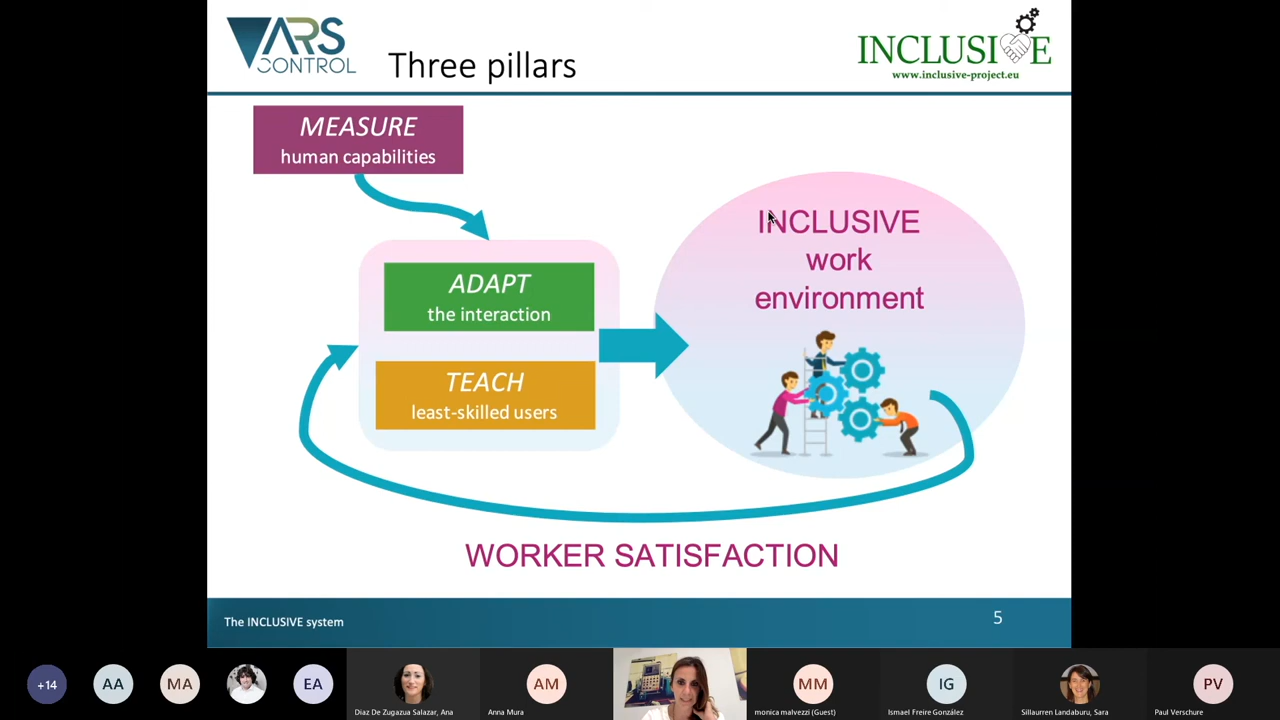 ARS
CONTROL
Three pillars
INCLUSIVE
www.inclusive-project.eu
MEASURE
human capabilities
INCLUSIVE
work
environment
ADAPT
the interaction
TEACH
least-skilled users
WORKER SATISFACTION
The INCLUSIVE system
5
+14
AA
MA
EA
Diaz De Zugazua Salazar, Ana
AM
Anna Mura
MM
monica malvezzi (Guest)
IG
Ismael Freire González
Sillaurren Landaburu, Sara
PV
Paul Verschure